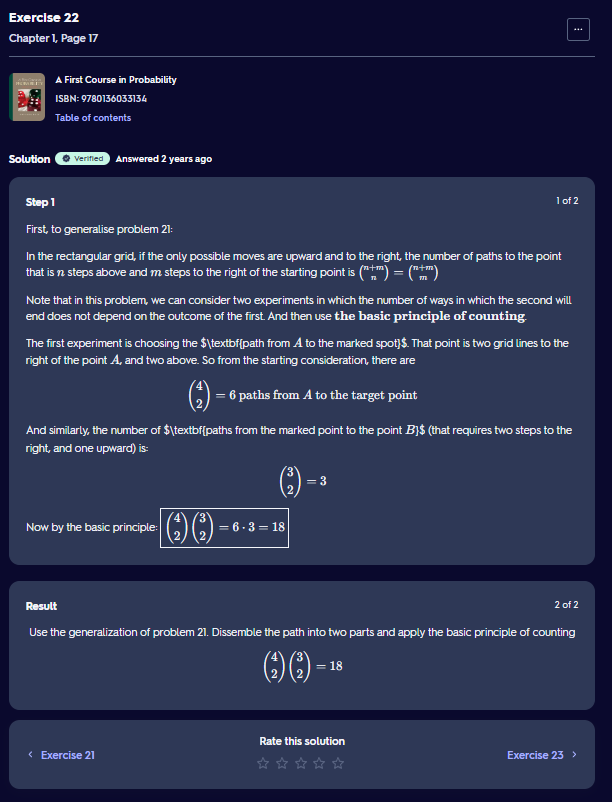 Exercise 22
...
Chapter 1, Page 17
A First Course in Probability
ISBN: 9780136033134
Table of contents
Solution Verified Answered 2 years ago
Step 1
1 of 2
First, to generalise problem 21:
In the rectangular grid, if the only possible moves are upward and to the right, the number of paths to the point
that is n steps above and m steps to the right of the starting point is (n+m n) = (n+m m)
Note that in this problem, we can consider two experiments in which the number of ways in which the second will
end does not depend on the outcome of the first. And then use the basic principle of counting.
The first experiment is choosing the $\textbf{path from A to the marked spot}$. That point is two grid lines to the
right of the point A, and two above. So from the starting consideration, there are
(4 2) = 6 paths from A to the target point
And similarly, the number of $\textbf{paths from the marked point to the point B}$ (that requires two steps to the
right, and one upward) is:
(3 2) = 3
Now by the basic principle: (4 2)(3 2) = 6 · 3 = 18
Result
2 of 2
Use the generalization of problem 21. Dissemble the path into two parts and apply the basic principle of counting
(4 2)(3 2) = 18
Rate this solution
‹ Exercise 21
Exercise 23 ›